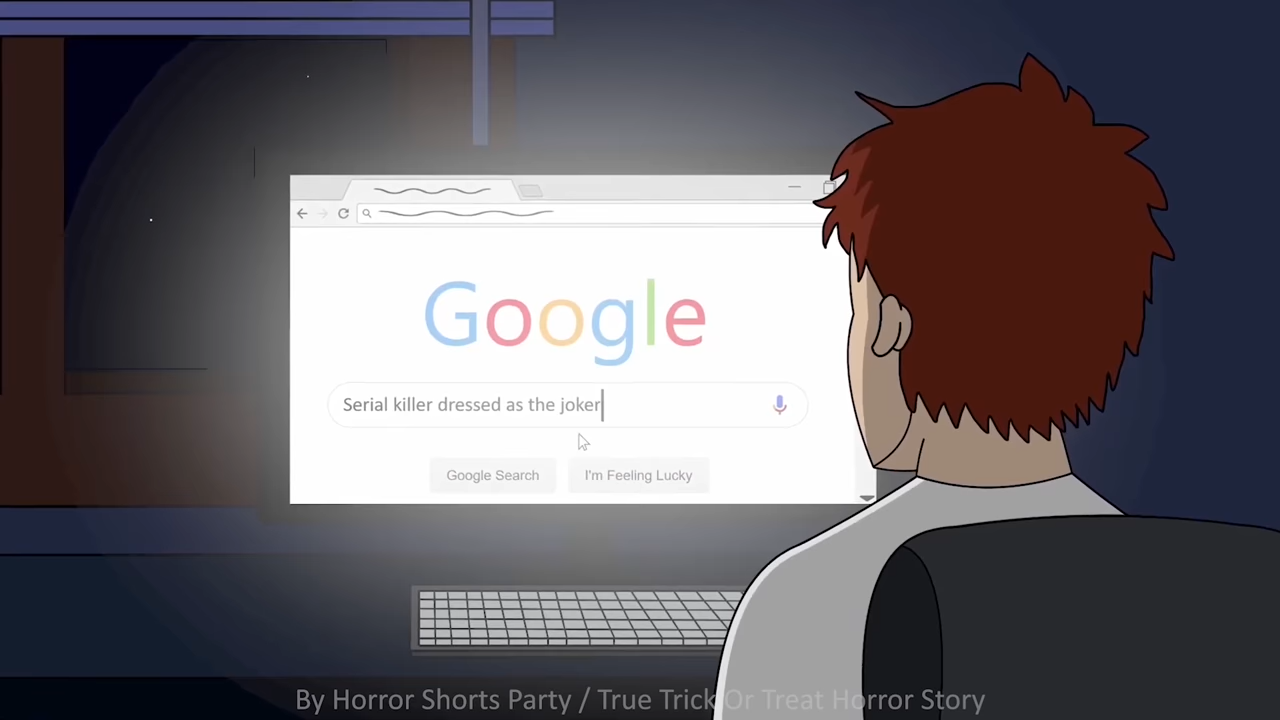 Google
Serial killer dressed as the joker
Google Search
I'm Feeling Lucky
By Horror Shorts Party / True Trick Or Treat Horror Story